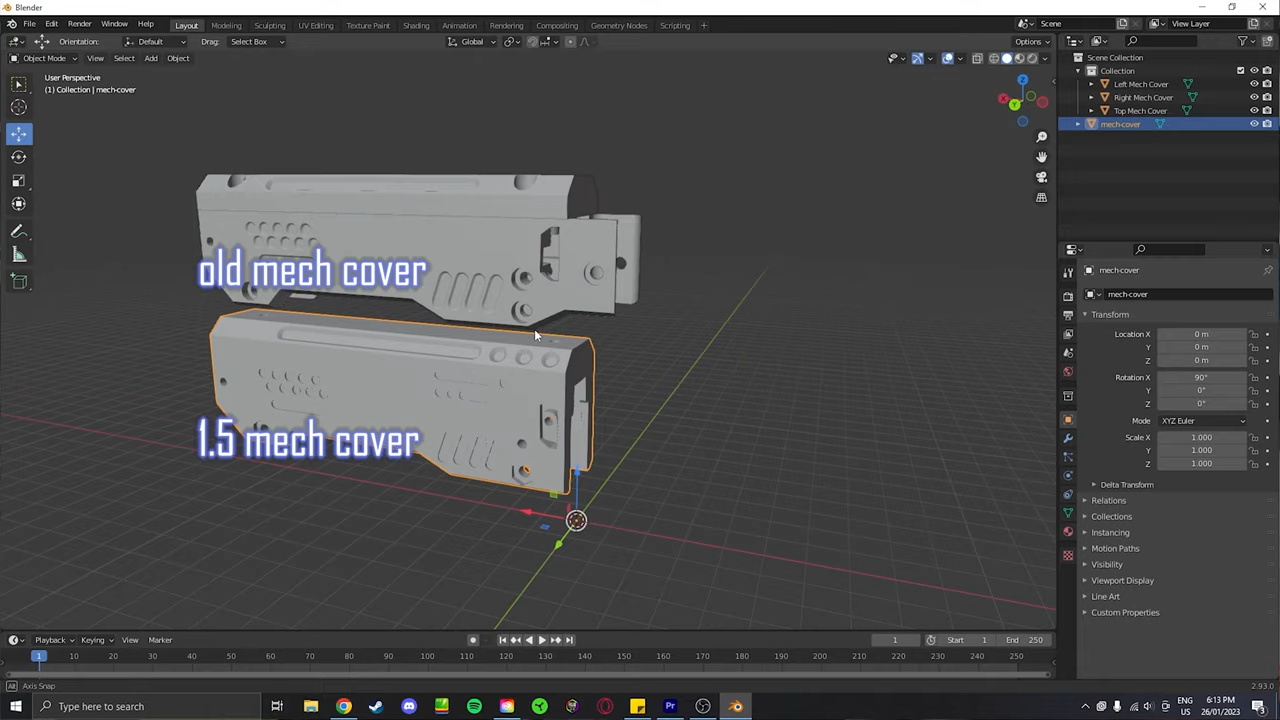 Blender
File Edit Render Window Help Layout Modeling Sculpting UV Editing Texture Paint Shading Animation Rendering Compositing Geometry Nodes Scripting + Scene View Layer
Orientation: Default Drag: Select Box Global Options
Object Mode View Select Add Object
User Perspective
(1) Collection | mech-cover
Scene Collection
Collection
Left Mech Cover
Right Mech Cover
Top Mech Cover
mech-cover
Z
X
Y
old mech cover
1.5 mech cover
mech-cover
mech-cover
Transform
Location X 0 m
Y 0 m
Z 0 m
Rotation X 90°
Y 0°
Z 0°
Mode XYZ Euler
Scale X 1.000
Y 1.000
Z 1.000
Delta Transform
Relations
Collections
Instancing
Motion Paths
Visibility
Viewport Display
Line Art
Custom Properties
Playback Keying View Marker 1 Start 1 End 250
1 10 20 30 40 50 60 70 80 90 100 110 120 130 140 150 160 170 180 190 200 210 220 230 240 250
Axis Snap 2.93.0
Type here to search
ENG 6:13 PM
US 26/01/2023